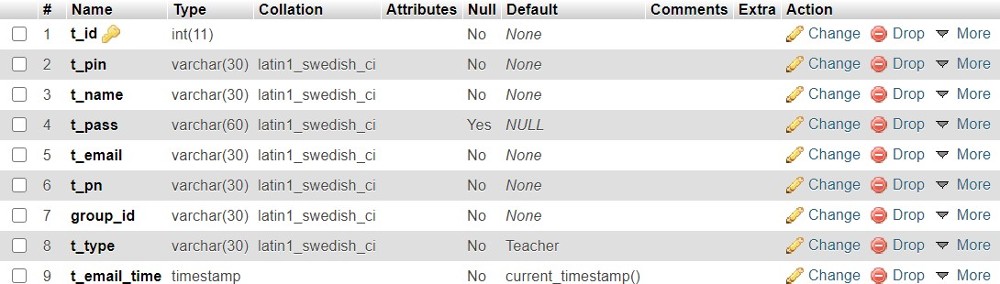 # Name Type Collation Attributes Null Default Comments Extra Action
1 t_id int(11) No None Change Drop More
2 t_pin varchar(30) latin1_swedish_ci No None Change Drop More
3 t_name varchar(30) latin1_swedish_ci No None Change Drop More
4 t_pass varchar(60) latin1_swedish_ci Yes NULL Change Drop More
5 t_email varchar(30) latin1_swedish_ci No None Change Drop More
6 t_pn varchar(30) latin1_swedish_ci No None Change Drop More
7 group_id varchar(30) latin1_swedish_ci No None Change Drop More
8 t_type varchar(30) latin1_swedish_ci No Teacher Change Drop More
9 t_email_time timestamp No current_timestamp() Change Drop More